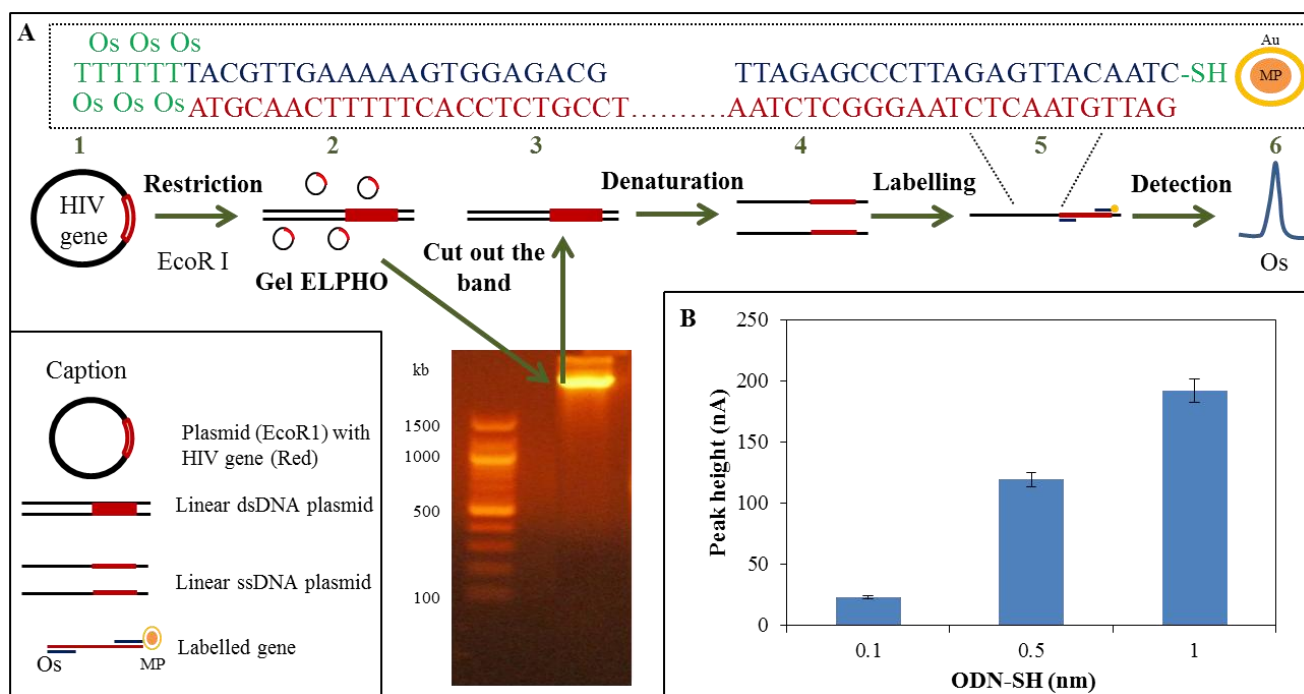 A
Os Os Os
TTTTTTTACGTTGAAAAAGTGGAGACG TTAGAGCCCTTAGAGTTACAATC-SH
Au
MP
Os Os Os ATGCAACTTTTTCACCTCTGCCT..........AATCTCGGGAATCTCAATGTTAG
1 2 3 4 5 6
HIV
gene
Restriction
EcoR I
Gel ELPHO
Cut out the
band
Denaturation
Labelling
Detection
Os
Caption
Plasmid (EcoR1) with
HIV gene (Red)
Linear dsDNA plasmid
Linear ssDNA plasmid
Labelled gene
Os
MP
kb
1500
1000
500
100
B
Peak height (nA)
250
200
150
100
50
0
0.1 0.5 1
ODN-SH (nm)